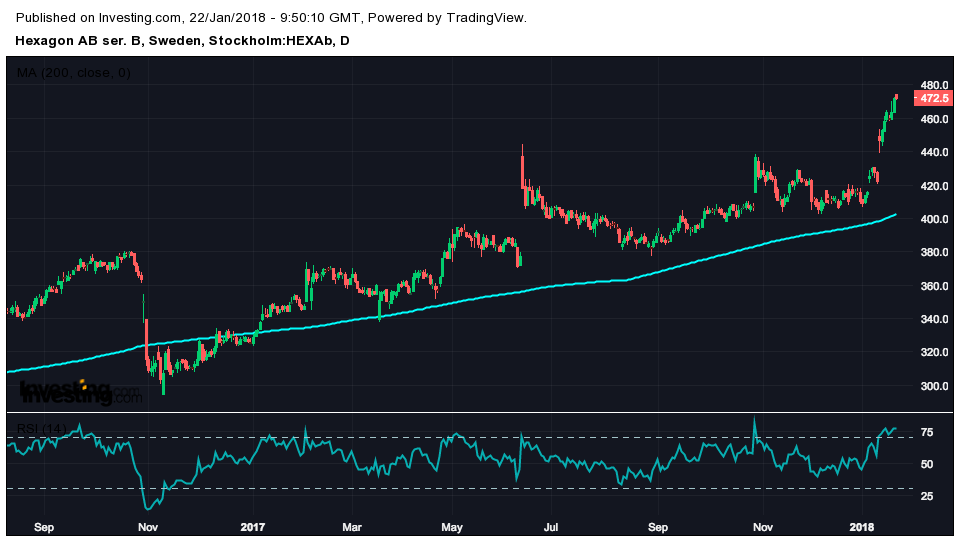 Published on Investing.com, 22/Jan/2018 - 9:50:10 GMT, Powered by TradingView.
Hexagon AB ser. B, Sweden, Stockholm:HEXAb, D
MA (200, close, 0)
480.0
472.5
460.0
440.0
420.0
400.0
380.0
360.0
340.0
320.0
300.0
Investing.com
Investing.com
RSI (14)
75
50
25
Sep Nov 2017 Mar May Jul Sep Nov 2018